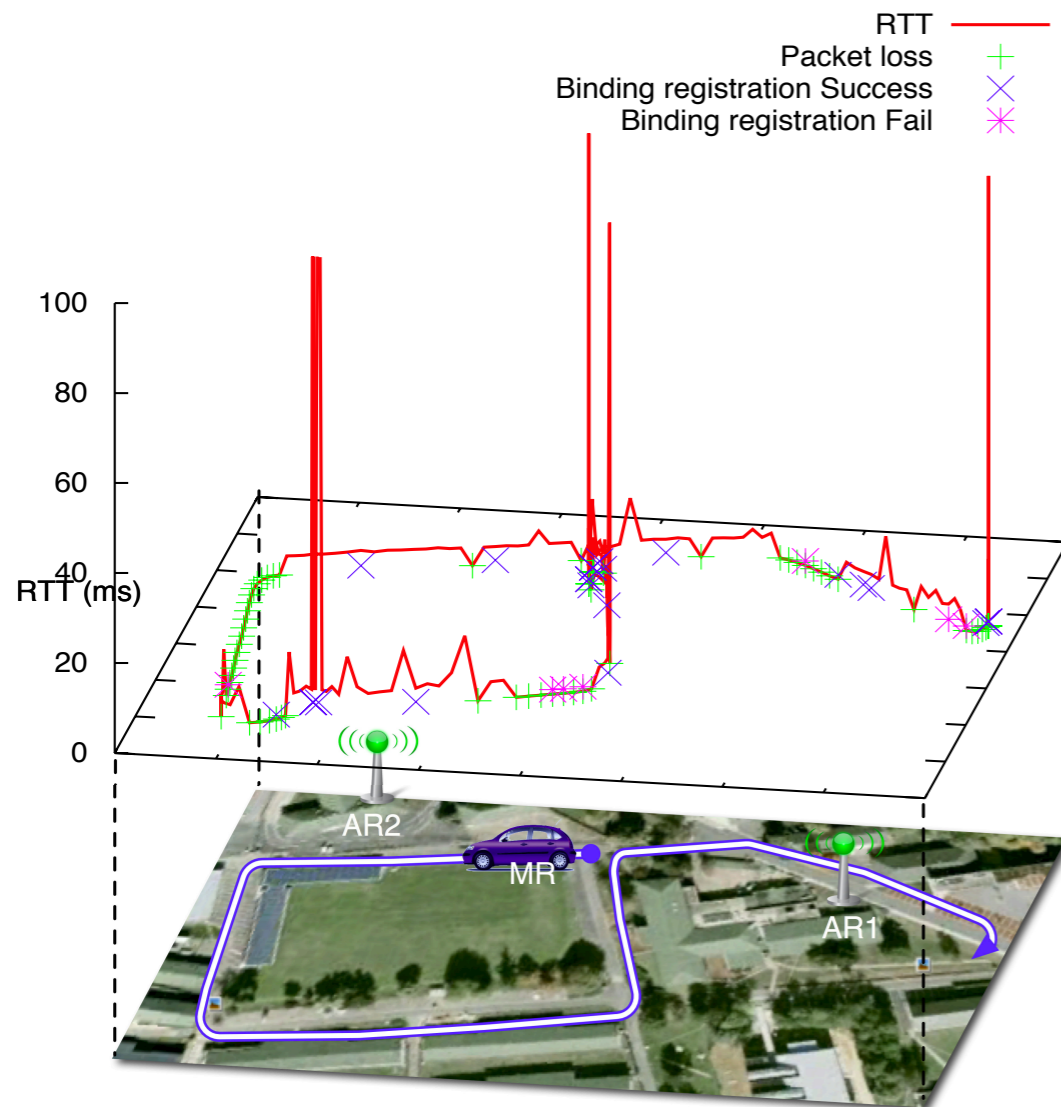 RTT
Packet loss
Binding registration Success
Binding registration Fail
100
80
60
40
RTT (ms)
20
0
AR2
MR
AR1